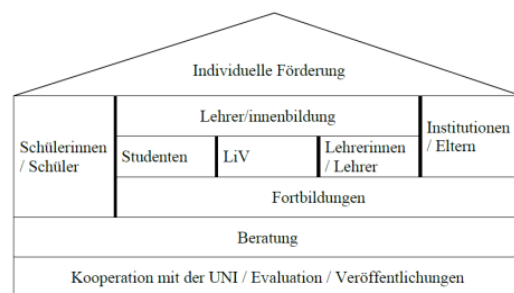 Individuelle Förderung
Lehrer/innenbildung
Schülerinnen
/ Schüler
Institutionen
/ Eltern
Studenten
LiV
Lehrerinnen
/ Lehrer
Fortbildungen
Beratung
Kooperation mit der UNI / Evaluation / Veröffentlichungen